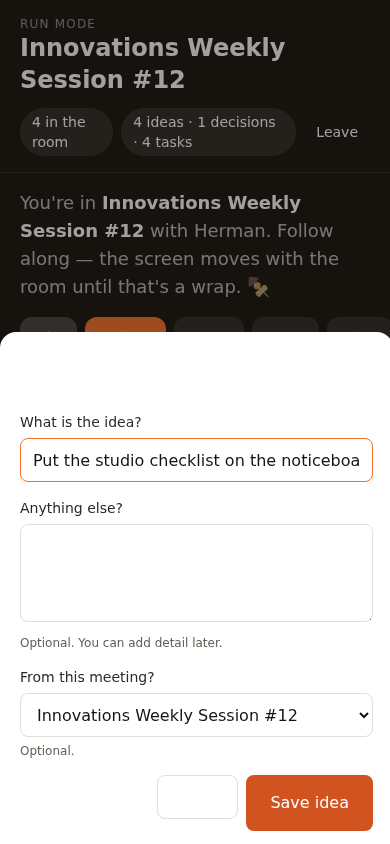 RUN MODE
Innovations Weekly
Session #12
4 in the
room
4 ideas · 1 decisions
· 4 tasks
Leave
You're in Innovations Weekly
Session #12 with Herman. Follow
along — the screen moves with the
room until that's a wrap.
What is the idea?
Put the studio checklist on the noticeboa
Anything else?
Optional. You can add detail later.
From this meeting?
Innovations Weekly Session #12
Optional.
Save idea